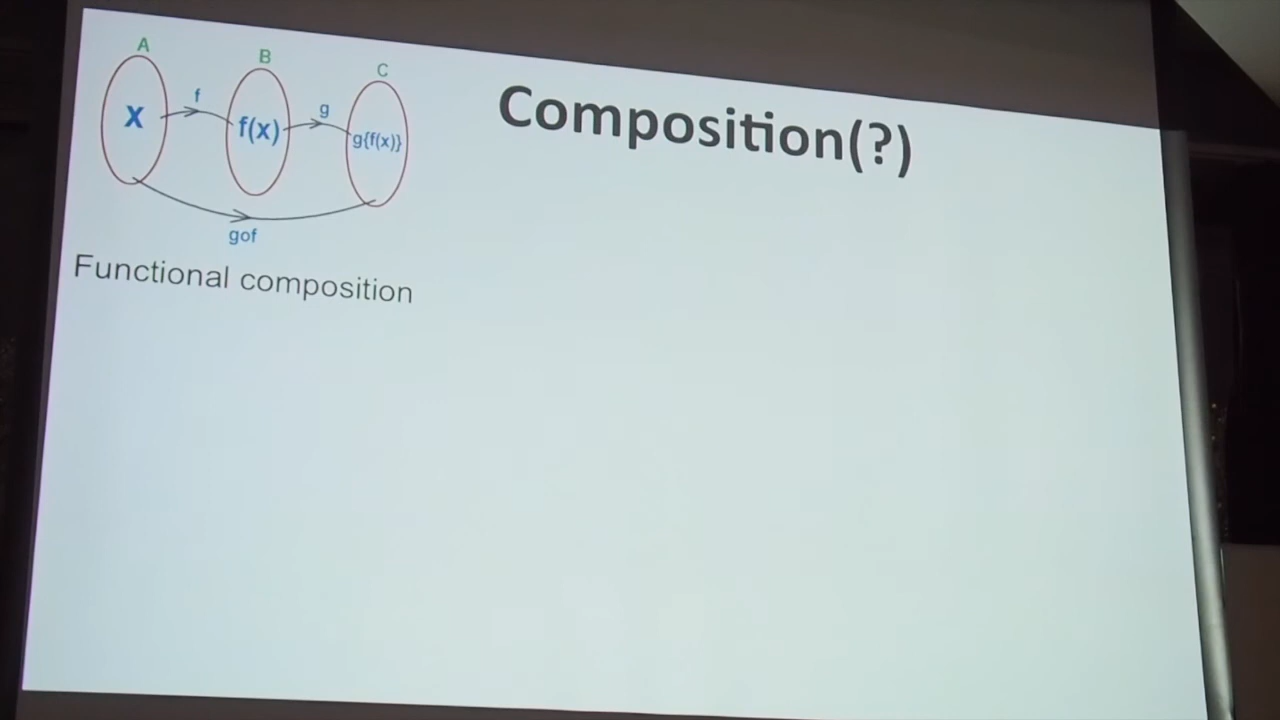 Composition(?)
A
B
C
f
g
x
f(x)
g{f(x)}
gof
Functional composition